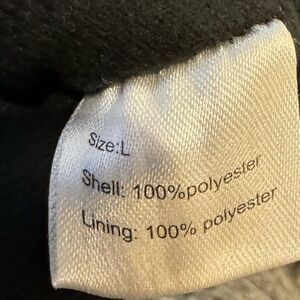 Size:L
Shell: 100%polyester
Lining: 100% polyester